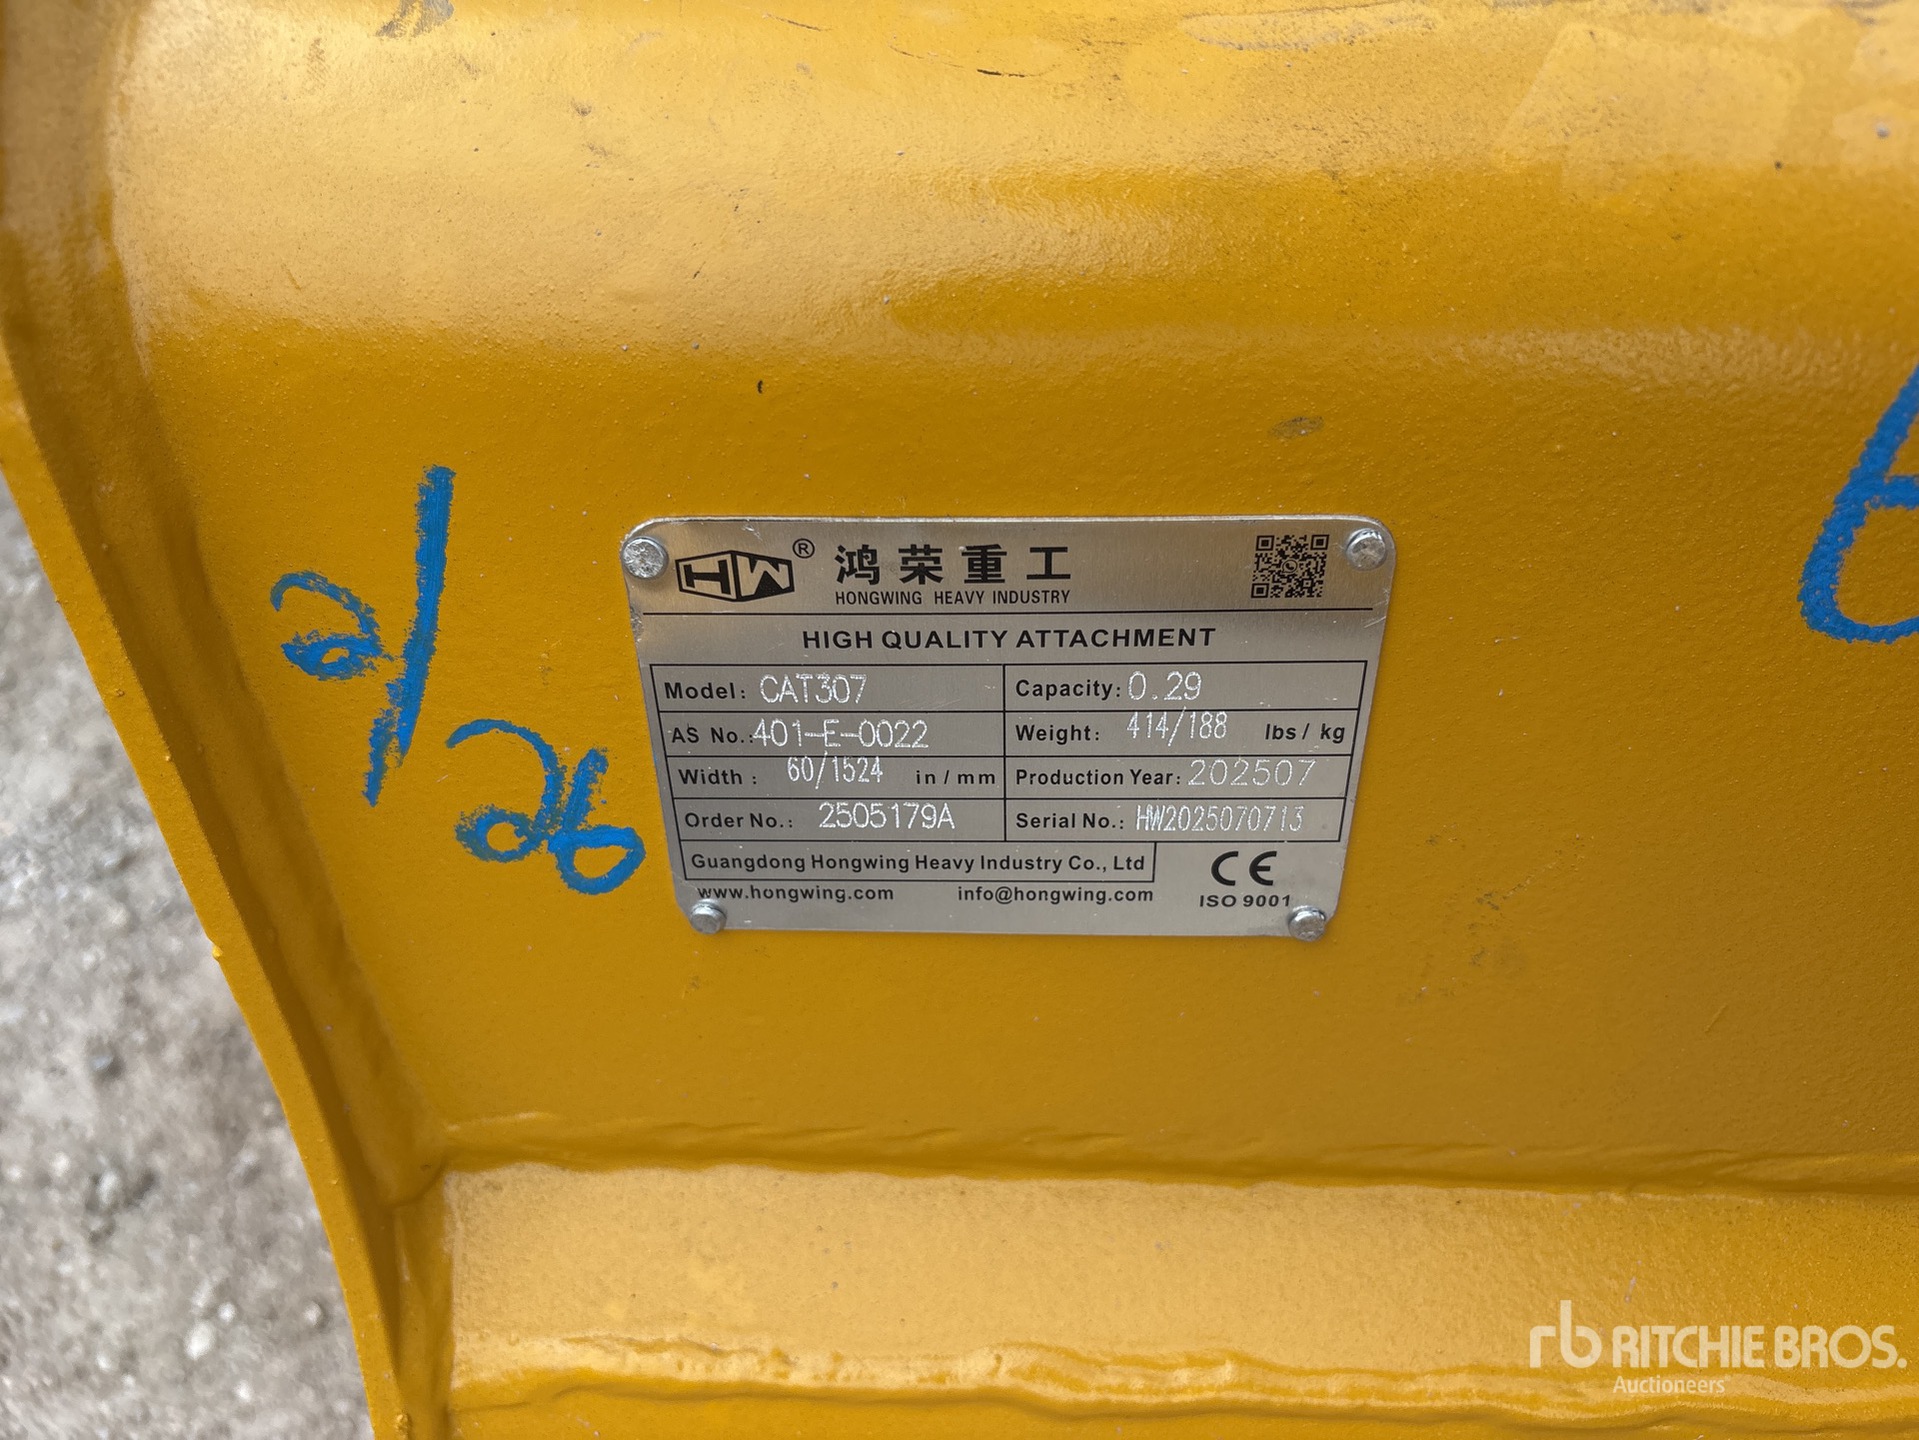 HW® 鸿荣重工
HONGWING HEAVY INDUSTRY
HIGH QUALITY ATTACHMENT
Model: CAT307 Capacity: 0.29
AS No.: 401-E-0022 Weight: 414/188 lbs / kg
Width : 60/1524 in / mm Production Year: 202507
Order No.: 2505179A Serial No.: HW2025070713
Guangdong Hongwing Heavy Industry Co., Ltd CE
www.hongwing.com info@hongwing.com ISO 9001
2/26
rb RITCHIE BROS.
Auctioneers